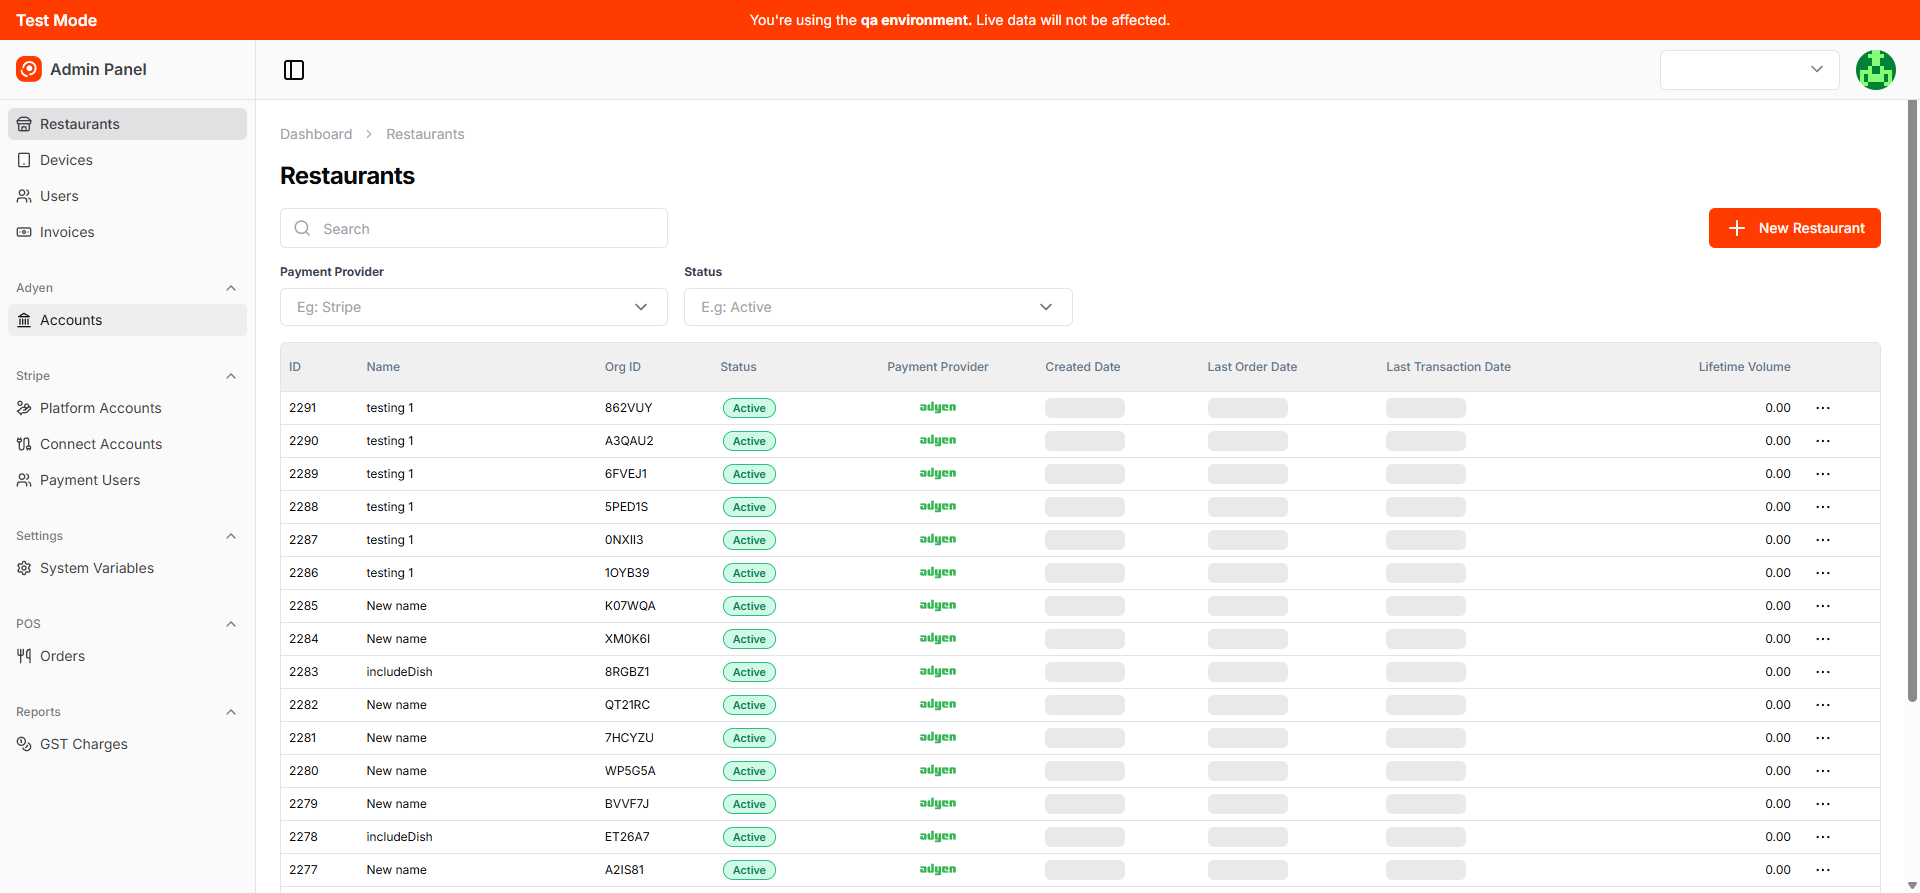 Test Mode
You're using the qa environment. Live data will not be affected.
Admin Panel
Restaurants
Devices
Users
Invoices
Adyen
Accounts
Stripe
Platform Accounts
Connect Accounts
Payment Users
Settings
System Variables
POS
Orders
Reports
GST Charges
Dashboard > Restaurants
Restaurants
Search
New Restaurant
Payment Provider Status
Eg: Stripe E.g: Active
ID Name Org ID Status Payment Provider Created Date Last Order Date Last Transaction Date Lifetime Volume
2291 testing 1 862VUY Active adyen 0.00 ...
2290 testing 1 A3QAU2 Active adyen 0.00 ...
2289 testing 1 6FVEJ1 Active adyen 0.00 ...
2288 testing 1 5PED1S Active adyen 0.00 ...
2287 testing 1 0NXII3 Active adyen 0.00 ...
2286 testing 1 1OYB39 Active adyen 0.00 ...
2285 New name K07WQA Active adyen 0.00 ...
2284 New name XM0K6I Active adyen 0.00 ...
2283 includeDish 8RGBZ1 Active adyen 0.00 ...
2282 New name QT21RC Active adyen 0.00 ...
2281 New name 7HCYZU Active adyen 0.00 ...
2280 New name WP5G5A Active adyen 0.00 ...
2279 New name BVVF7J Active adyen 0.00 ...
2278 includeDish ET26A7 Active adyen 0.00 ...
2277 New name A2IS81 Active adyen 0.00 ...